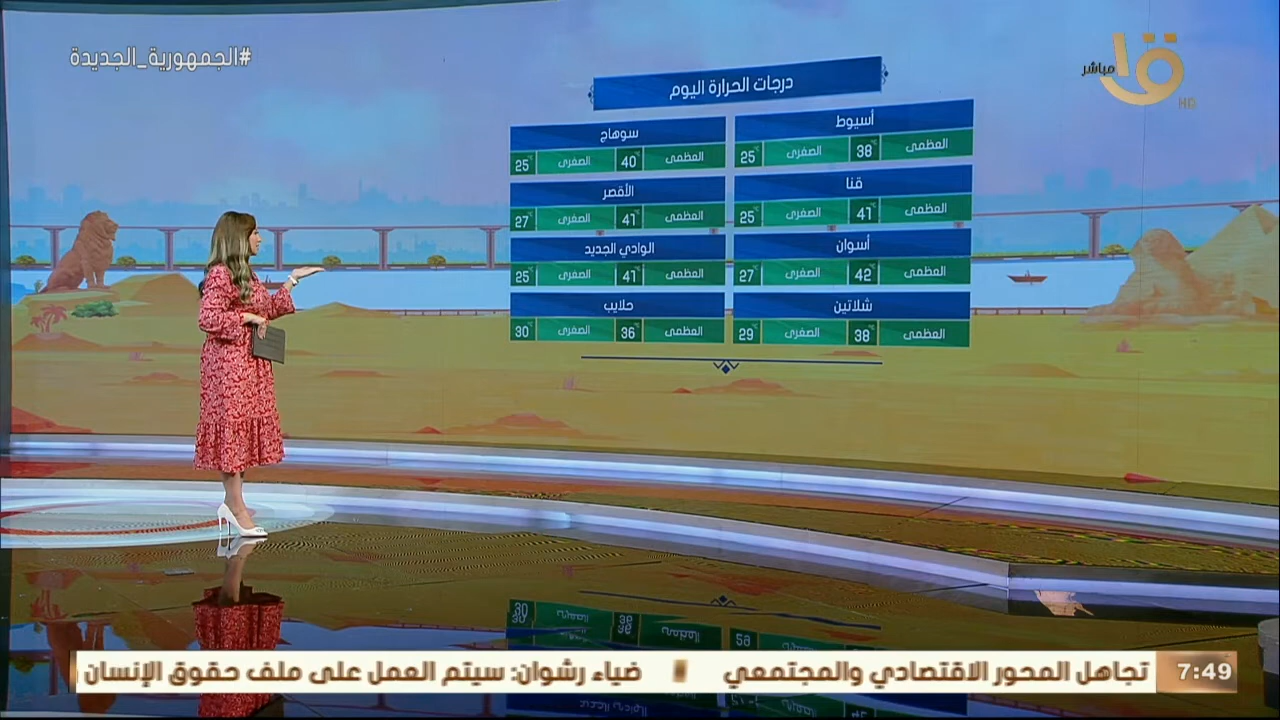 #الجمهورية_الجديدة
مباشر
HD
درجات الحرارة اليوم
أسيوط
العظمى 38 الصغرى 25
سوهاج
العظمى 40 الصغرى 25
قنا
العظمى 41 الصغرى 25
الأقصر
العظمى 41 الصغرى 27
أسوان
العظمى 42 الصغرى 27
الوادي الجديد
العظمى 41 الصغرى 25
شلاتين
العظمى 38 الصغرى 29
حلايب
العظمى 36 الصغرى 30
7:49 تجاهل المحور الاقتصادي والمجتمعي ضياء رشوان: سيتم العمل على ملف حقوق الإنسان